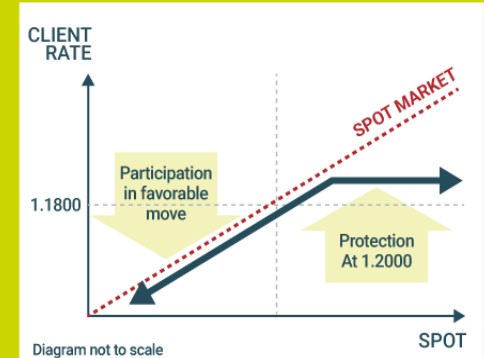 CLIENT
RATE
SPOT MARKET
Participation
in favorable
move
1.1800
Protection
At 1.2000
SPOT
Diagram not to scale